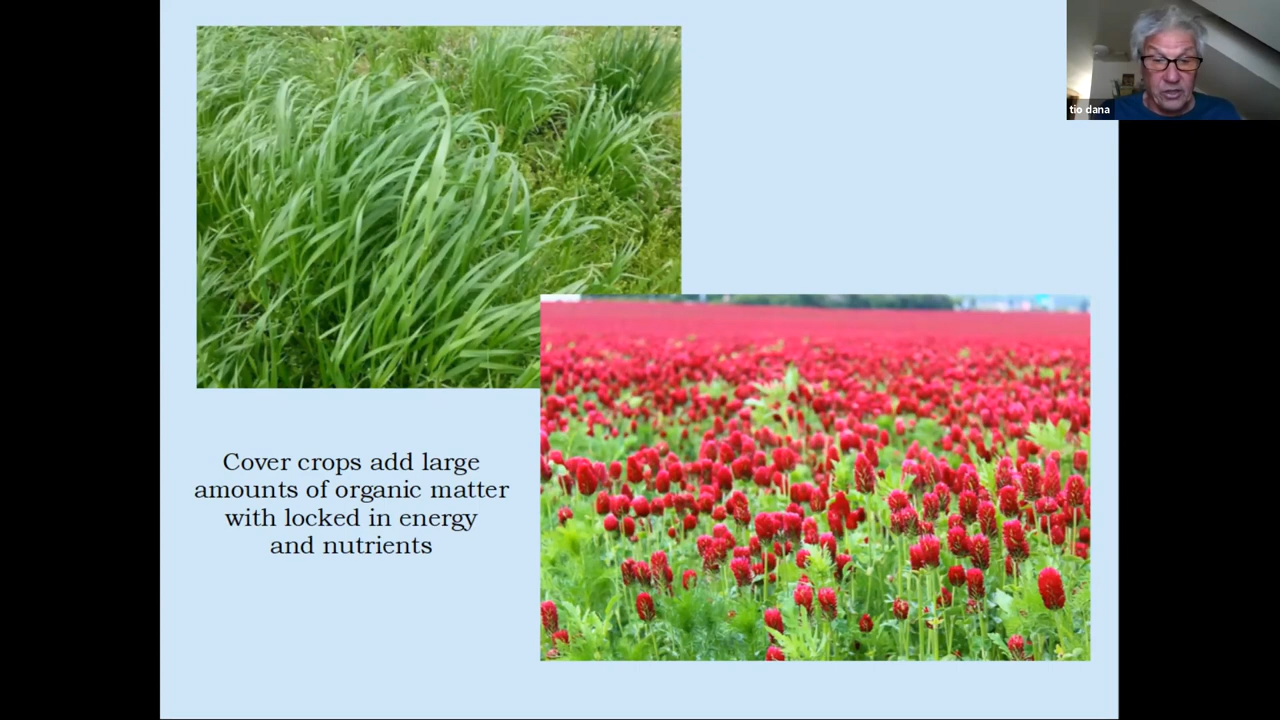 tio dana
Cover crops add large
amounts of organic matter
with locked in energy
and nutrients